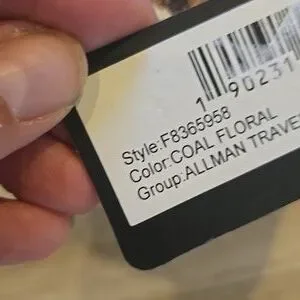 1 90231
Style:F8365958
Color:COAL FLORAL
Group:ALLMAN TRAVE